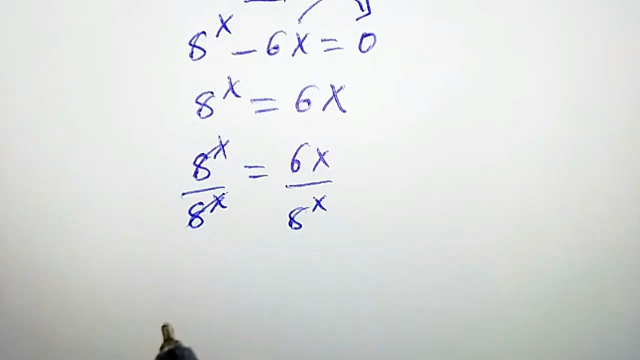 8^x - 6x = 0
8^x = 6x
8^x/8^x = 6x/8^x